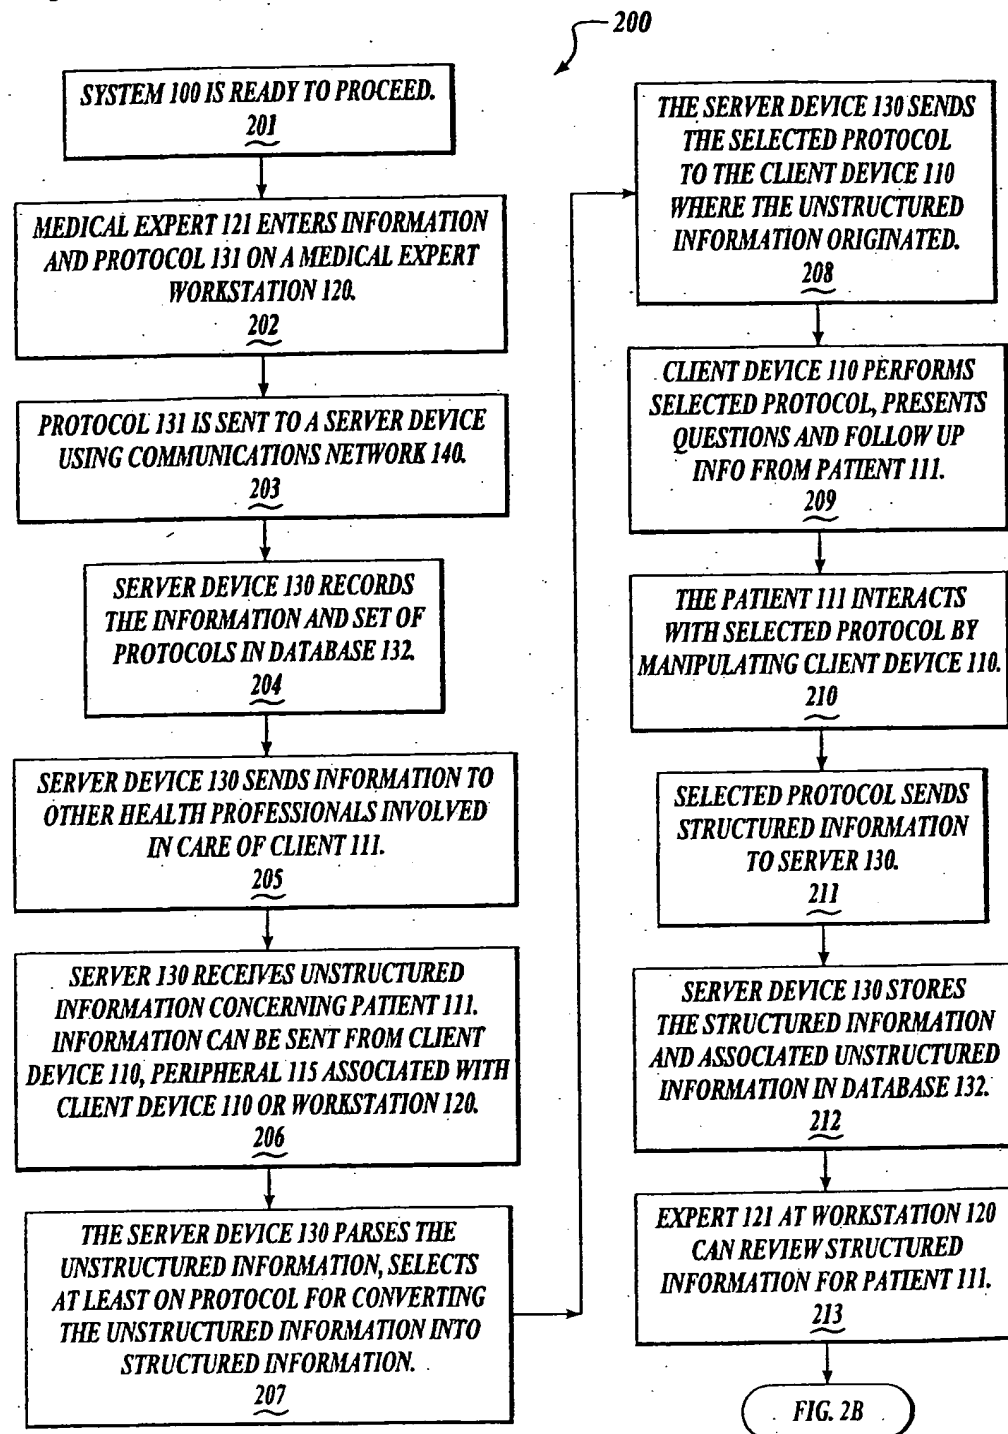 200
SYSTEM 100 IS READY TO PROCEED.
201
MEDICAL EXPERT 121 ENTERS INFORMATION
AND PROTOCOL 131 ON A MEDICAL EXPERT
WORKSTATION 120.
202
PROTOCOL 131 IS SENT TO A SERVER DEVICE
USING COMMUNICATIONS NETWORK 140.
203
SERVER DEVICE 130 RECORDS
THE INFORMATION AND SET OF
PROTOCOLS IN DATABASE 132.
204
SERVER DEVICE 130 SENDS INFORMATION TO
OTHER HEALTH PROFESSIONALS INVOLVED
IN CARE OF CLIENT 111.
205
SERVER 130 RECEIVES UNSTRUCTURED
INFORMATION CONCERNING PATIENT 111.
INFORMATION CAN BE SENT FROM CLIENT
DEVICE 110, PERIPHERAL 115 ASSOCIATED WITH
CLIENT DEVICE 110 OR WORKSTATION 120.
206
THE SERVER DEVICE 130 PARSES THE
UNSTRUCTURED INFORMATION, SELECTS
AT LEAST ON PROTOCOL FOR CONVERTING
THE UNSTRUCTURED INFORMATION INTO
STRUCTURED INFORMATION.
207
THE SERVER DEVICE 130 SENDS
THE SELECTED PROTOCOL
TO THE CLIENT DEVICE 110
WHERE THE UNSTRUCTURED
INFORMATION ORIGINATED.
208
CLIENT DEVICE 110 PERFORMS
SELECTED PROTOCOL, PRESENTS
QUESTIONS AND FOLLOW UP
INFO FROM PATIENT 111.
209
THE PATIENT 111 INTERACTS
WITH SELECTED PROTOCOL BY
MANIPULATING CLIENT DEVICE 110.
210
SELECTED PROTOCOL SENDS
STRUCTURED INFORMATION
TO SERVER 130.
211
SERVER DEVICE 130 STORES
THE STRUCTURED INFORMATION
AND ASSOCIATED UNSTRUCTURED
INFORMATION IN DATABASE 132.
212
EXPERT 121 AT WORKSTATION 120
CAN REVIEW STRUCTURED
INFORMATION FOR PATIENT 111.
213
FIG. 2B